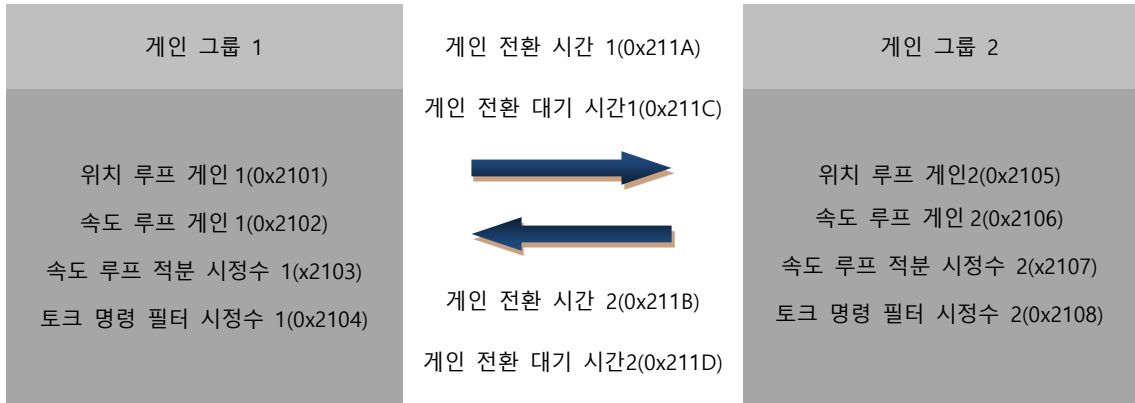 게인 그룹 1
위치 루프 게인 1(0x2101)
속도 루프 게인 1(0x2102)
속도 루프 적분 시정수 1(x2103)
토크 명령 필터 시정수 1(0x2104)
게인 전환 시간 1(0x211A)
게인 전환 대기 시간1(0x211C)
게인 전환 시간 2(0x211B)
게인 전환 대기 시간2(0x211D)
게인 그룹 2
위치 루프 게인2(0x2105)
속도 루프 게인 2(0x2106)
속도 루프 적분 시정수 2(x2107)
토크 명령 필터 시정수 2(0x2108)